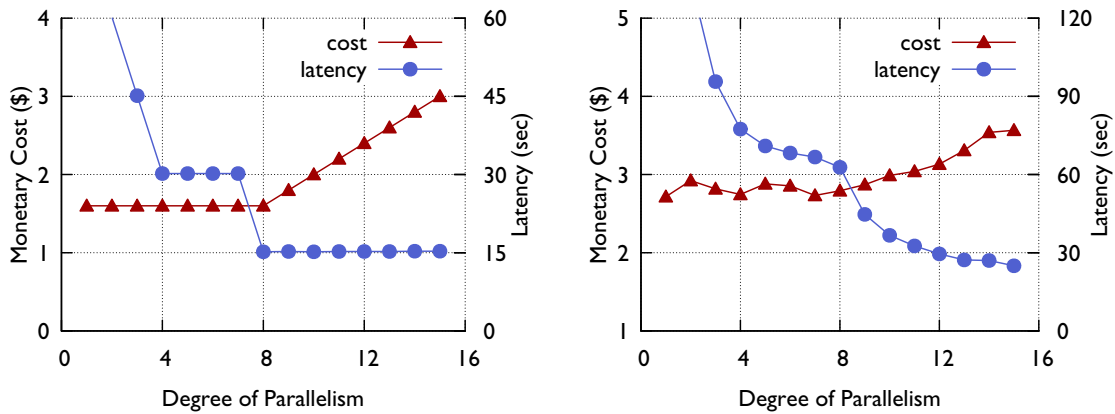 4
3
2
1
0
Monetary Cost ($)
60
45
30
15
0
Latency (sec)
cost
latency
0 4 8 12 16
Degree of Parallelism
5
4
3
2
1
Monetary Cost ($)
120
90
60
30
0
Latency (sec)
cost
latency
0 4 8 12 16
Degree of Parallelism